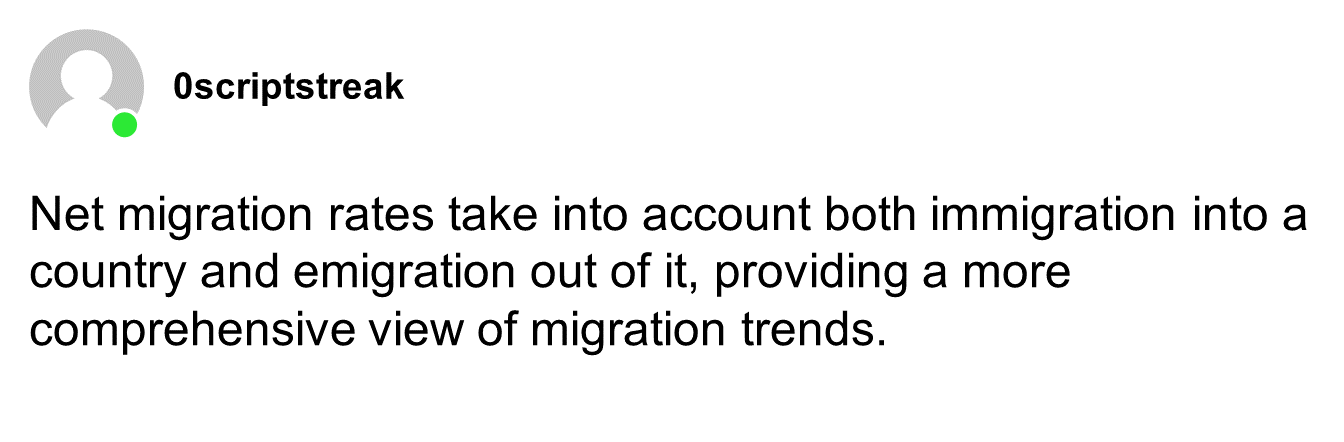 0scriptstreak
Net migration rates take into account both immigration into a
country and emigration out of it, providing a more
comprehensive view of migration trends.